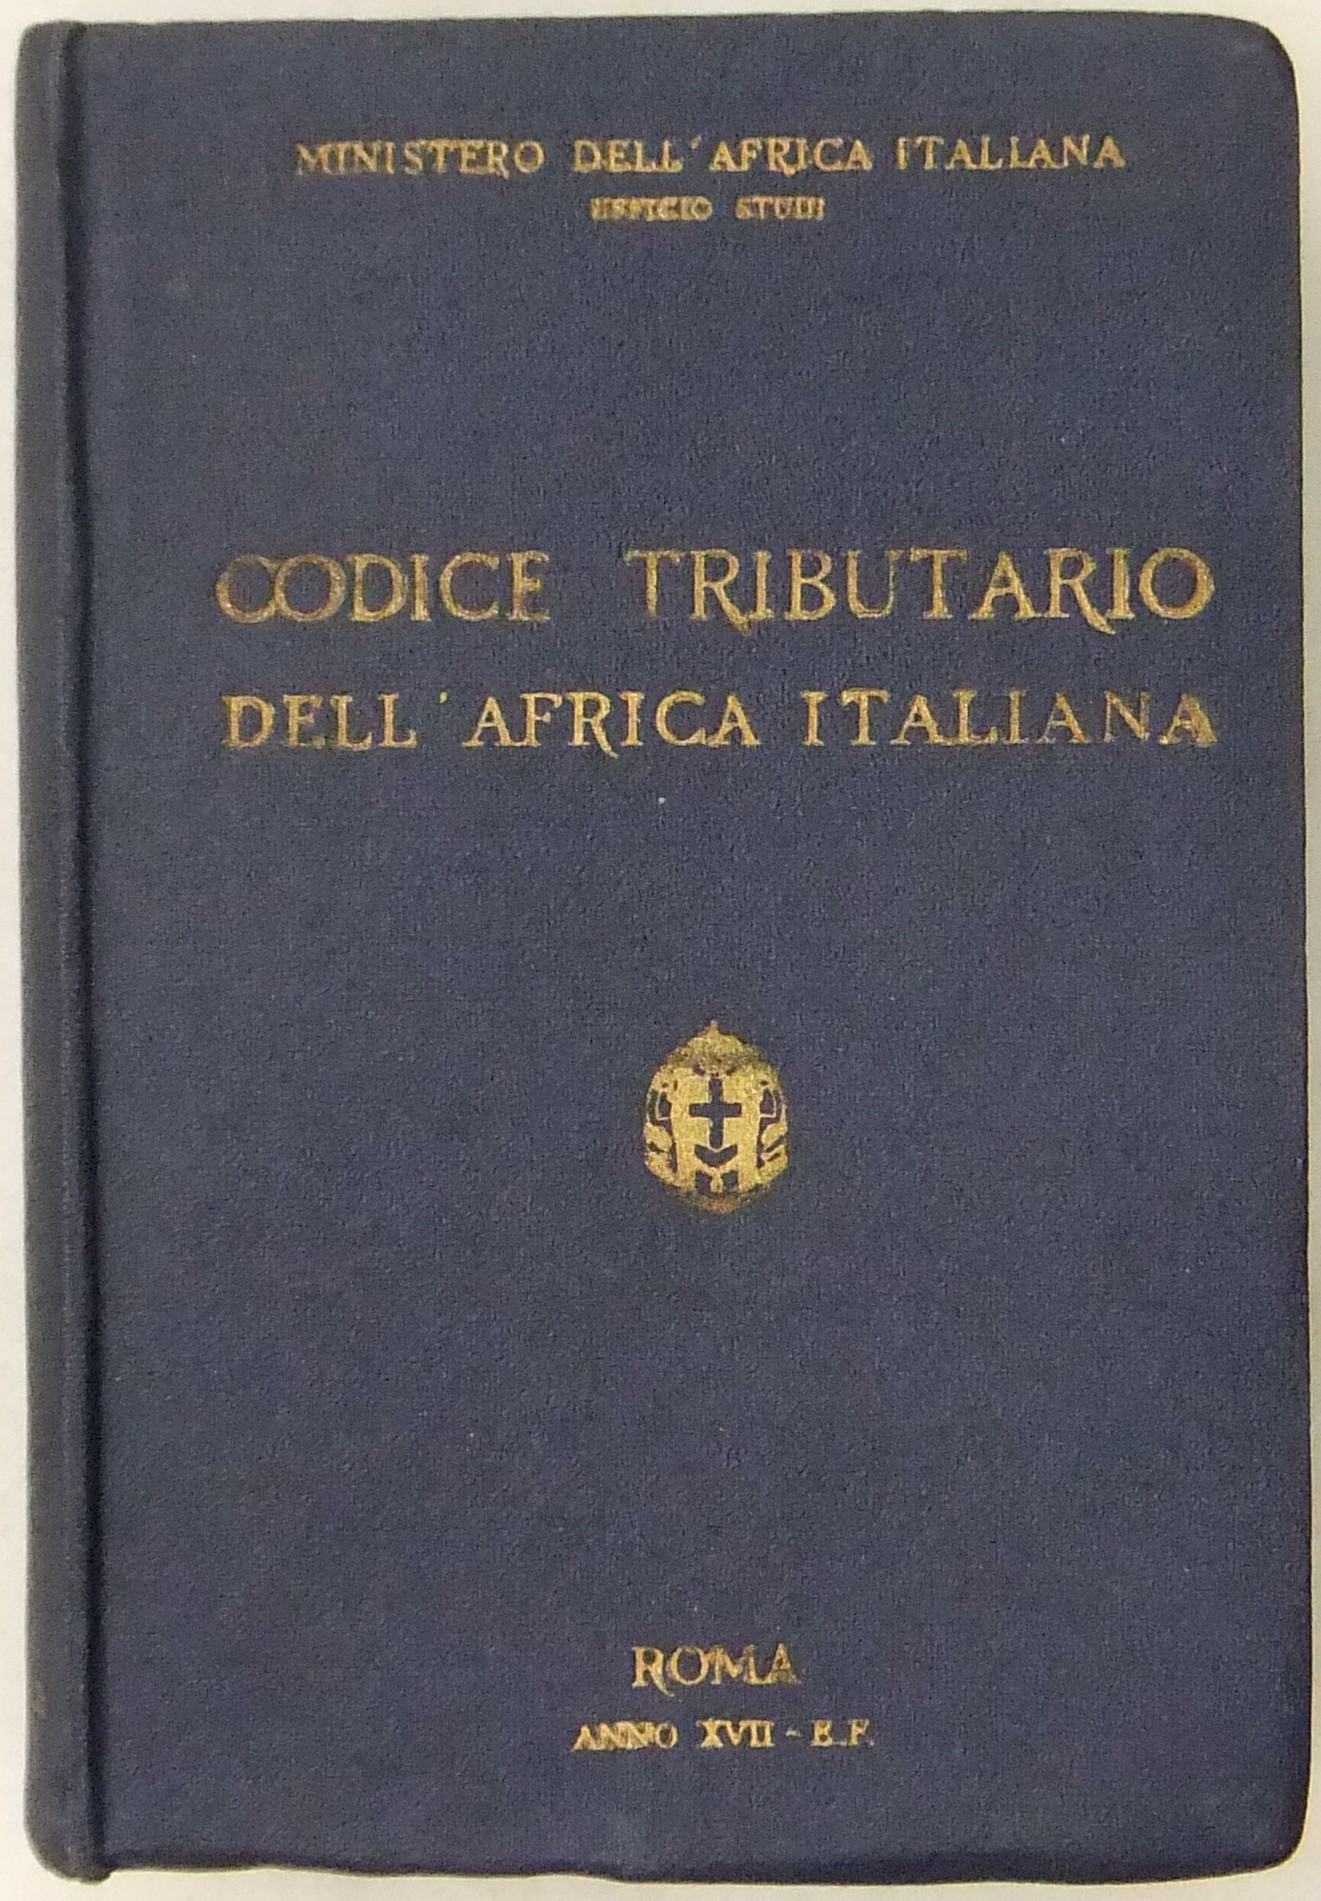 MINISTERO DELL'AFRICA ITALIANA
UFFICIO STUDI
CODICE TRIBUTARIO
DELL'AFRICA ITALIANA
ROMA
ANNO XVII - E.F.